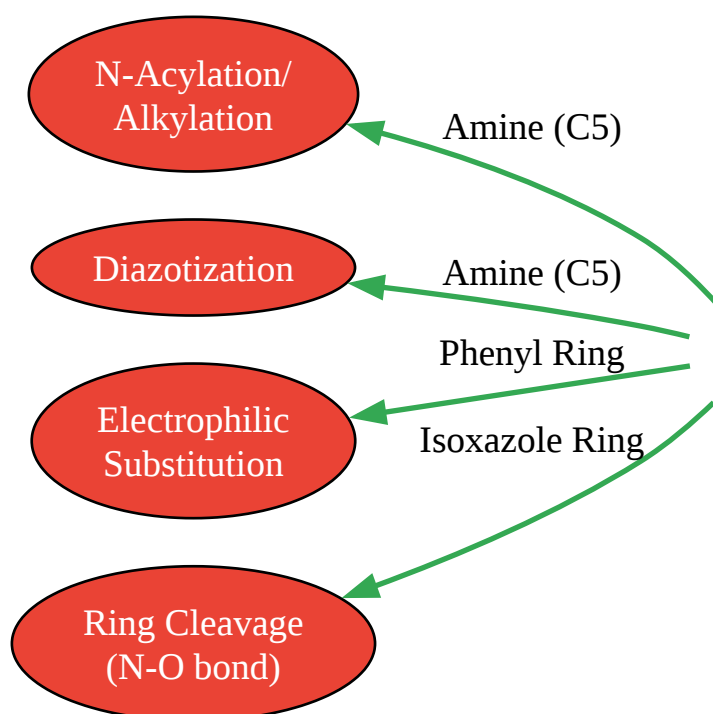 N-Acylation/
Alkylation
Amine (C5)
Diazotization
Amine (C5)
Phenyl Ring
Electrophilic
Substitution
Isoxazole Ring
Ring Cleavage
(N-O bond)